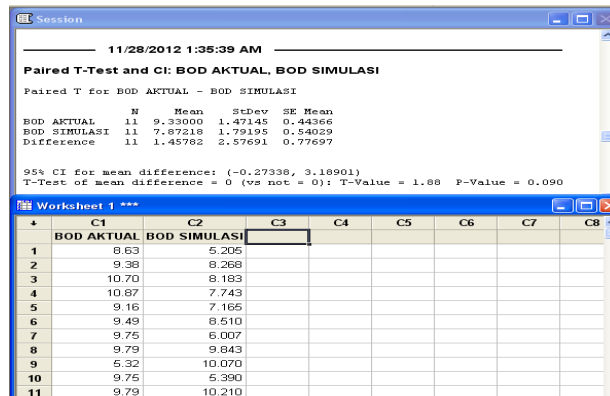 Session
11/28/2012 1:35:39 AM
Paired T-Test and CI: BOD AKTUAL, BOD SIMULASI
Paired T for BOD AKTUAL - BOD SIMULASI
N Mean StDev SE Mean
BOD AKTUAL 11 9.33000 1.47145 0.44366
BOD SIMULASI 11 7.87218 1.79195 0.54029
Difference 11 1.45782 2.57691 0.77697
95% CI for mean difference: (-0.27338, 3.18901)
T-Test of mean difference = 0 (vs not = 0): T-Value = 1.88 P-Value = 0.090
Worksheet 1 ***
C1 C2 C3 C4 C5 C6 C7 C8
BOD AKTUAL BOD SIMULASI
1 8.63 5.205
2 9.38 8.268
3 10.70 8.183
4 10.87 7.743
5 9.16 7.165
6 9.49 8.510
7 9.75 6.007
8 9.79 9.843
9 5.32 10.070
10 9.75 5.390
11 9.79 10.210